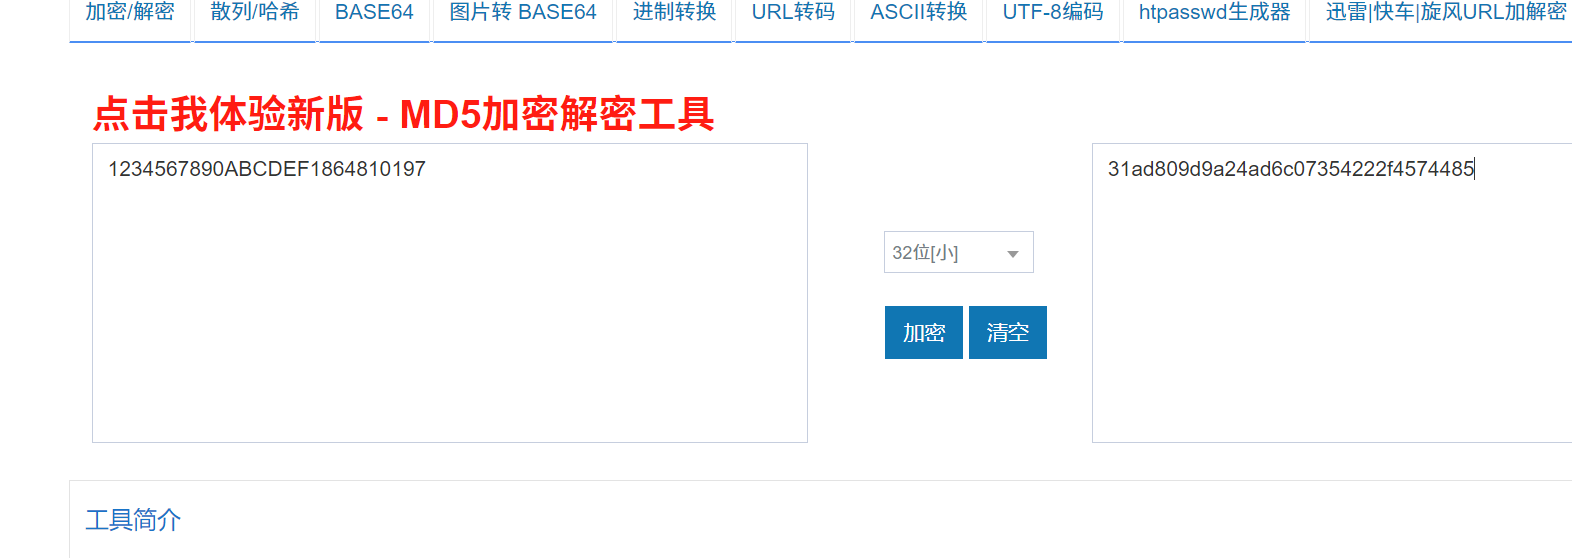 加密/解密 散列/哈希 BASE64 图片转 BASE64 进制转换 URL转码 ASCII转换 UTF-8编码 htpasswd生成器 迅雷|快车|旋风URL加解密
点击我体验新版 - MD5加密解密工具
1234567890ABCDEF1864810197
31ad809d9a24ad6c07354222f4574485
32位[小]
加密 清空
工具简介